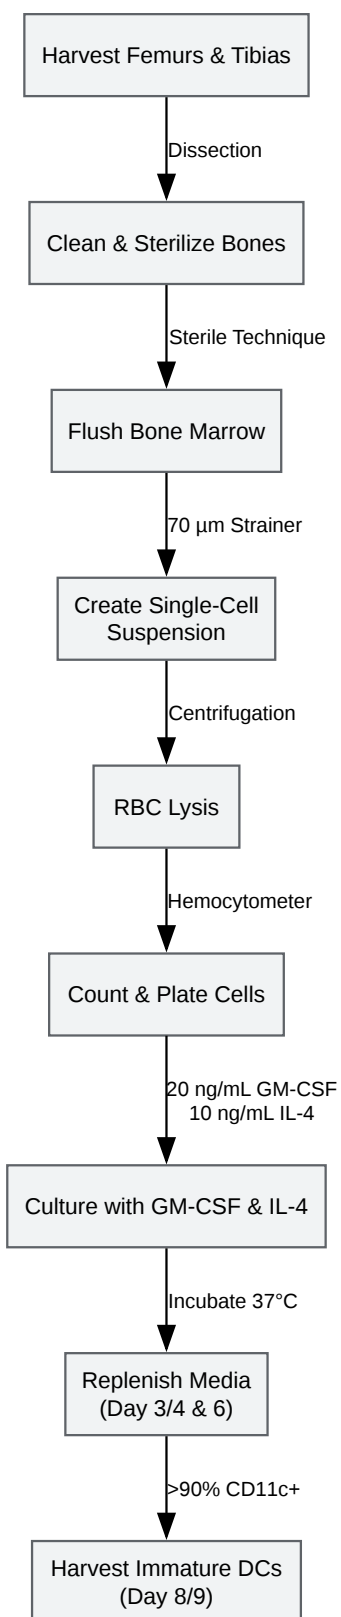 Harvest Femurs & Tibias
Dissection
Clean & Sterilize Bones
Sterile Technique
Flush Bone Marrow
70 µm Strainer
Create Single-Cell
Suspension
Centrifugation
RBC Lysis
Hemocytometer
Count & Plate Cells
20 ng/mL GM-CSF
10 ng/mL IL-4
Culture with GM-CSF & IL-4
Incubate 37°C
Replenish Media
(Day 3/4 & 6)
>90% CD11c+
Harvest Immature DCs
(Day 8/9)